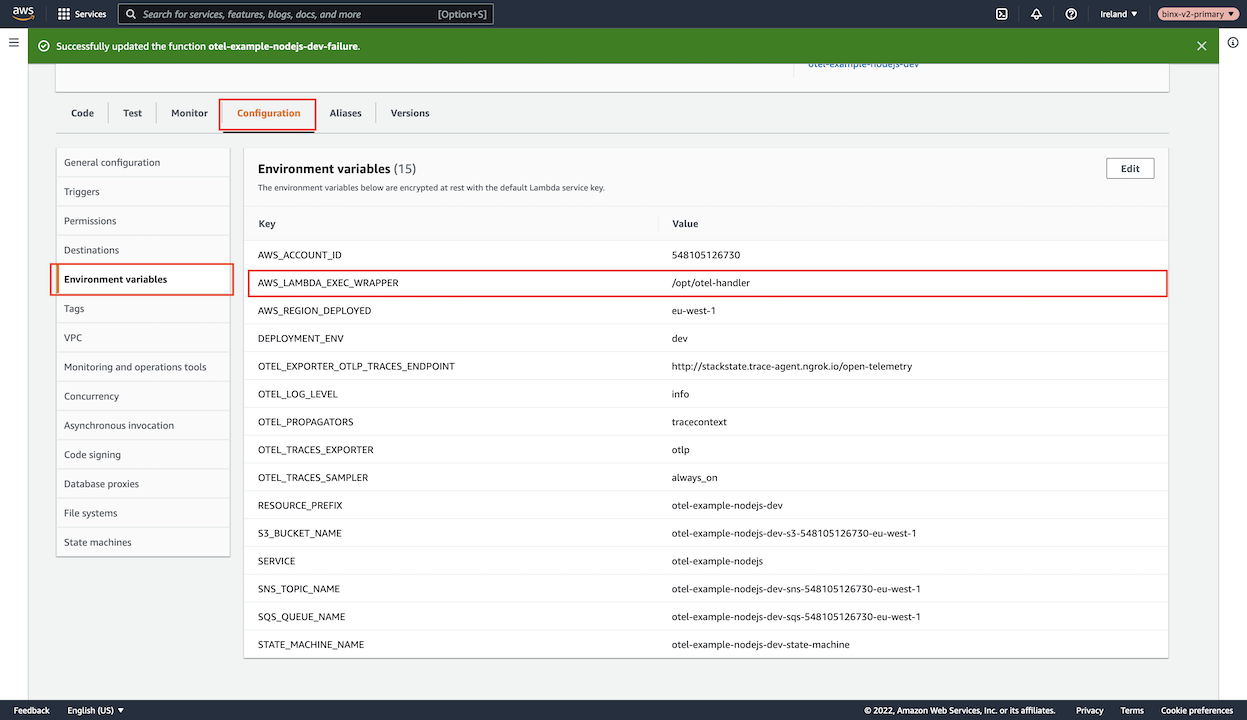 aws Services Search for services, features, blogs, docs, and more [Option+S] Ireland ▼ binx-v2-primary ▼
Successfully updated the function otel-example-nodejs-dev-failure.
otel-example-nodejs-dev
Code Test Monitor Configuration Aliases Versions
General configuration
Triggers
Permissions
Destinations
Environment variables
Tags
VPC
Monitoring and operations tools
Concurrency
Asynchronous invocation
Code signing
Database proxies
File systems
State machines
Environment variables (15) Edit
The environment variables below are encrypted at rest with the default Lambda service key.
Key Value
AWS_ACCOUNT_ID 548105126730
AWS_LAMBDA_EXEC_WRAPPER /opt/otel-handler
AWS_REGION_DEPLOYED eu-west-1
DEPLOYMENT_ENV dev
OTEL_EXPORTER_OTLP_TRACES_ENDPOINT http://stackstate.trace-agent.ngrok.io/open-telemetry
OTEL_LOG_LEVEL info
OTEL_PROPAGATORS tracecontext
OTEL_TRACES_EXPORTER otlp
OTEL_TRACES_SAMPLER always_on
RESOURCE_PREFIX otel-example-nodejs-dev
S3_BUCKET_NAME otel-example-nodejs-dev-s3-548105126730-eu-west-1
SERVICE otel-example-nodejs
SNS_TOPIC_NAME otel-example-nodejs-dev-sns-548105126730-eu-west-1
SQS_QUEUE_NAME otel-example-nodejs-dev-sqs-548105126730-eu-west-1
STATE_MACHINE_NAME otel-example-nodejs-dev-state-machine
Feedback English (US) ▼ © 2022, Amazon Web Services, Inc. or its affiliates. Privacy Terms Cookie preferences